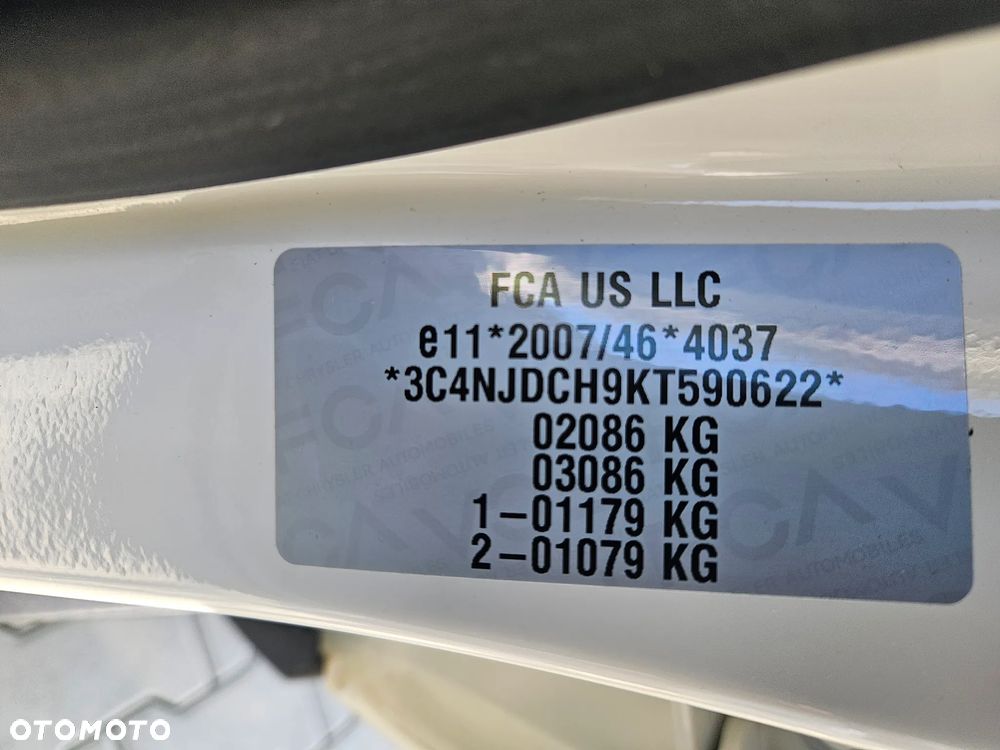 FCA US LLC
e11*2007/46*4037
*3C4NJDCH9KT590622*
02086 KG
03086 KG
1-01179 KG
2-01079 KG
OTOMOTO